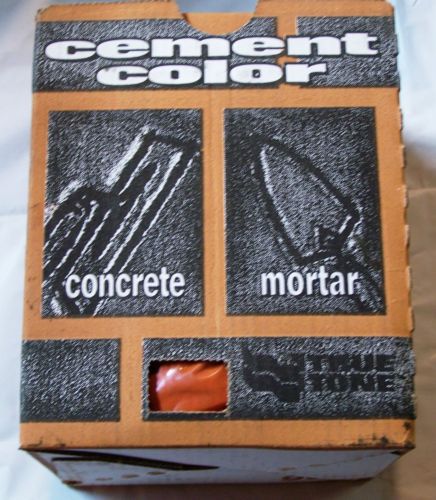 cement
color
concrete
mortar
TRUE
TONE